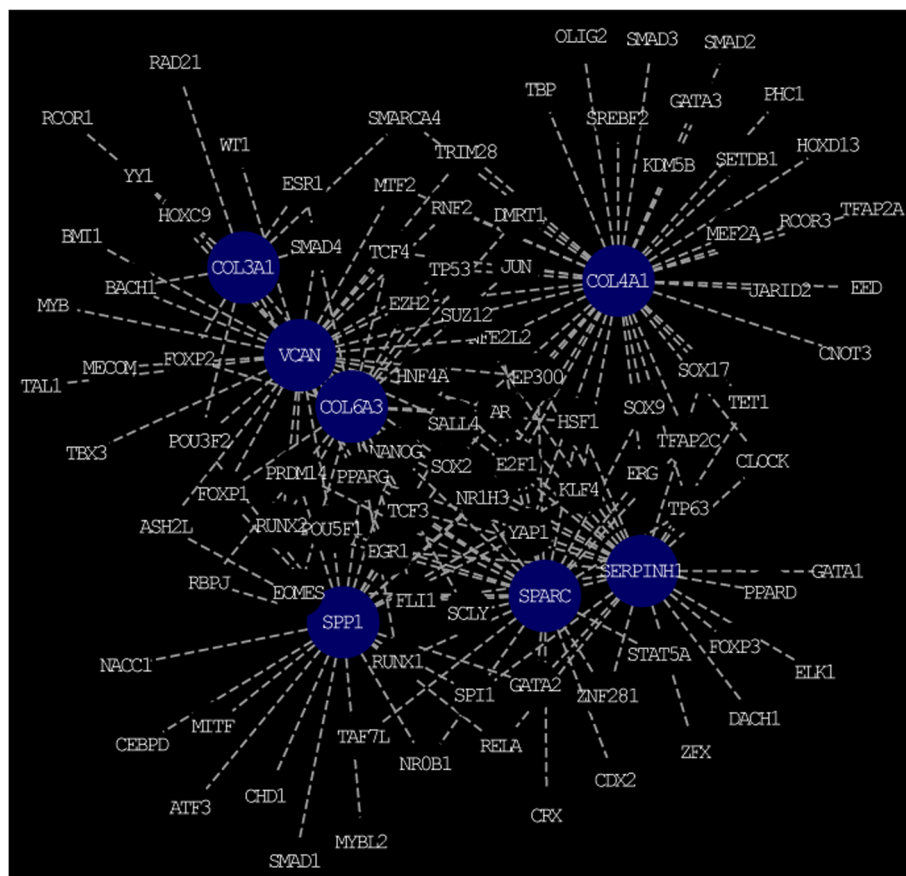 OLIG2
SMAD3
SMAD2
RAD21
TBP
GATA3
PHC1
RCOR1
SMARCA4
SREBF2
WT1
TRIM28
HOXD13
YY1
ESR1
MTF2
KDM5B
SETDB1
HOXC9
RNF2
DMRT1
TFAP2A
RCOR3
BMI1
SMAD4
TCF4
MEF2A
COL3A1
TP53
JUN
COL4A1
BACH1
JARID2
EED
MYB
EZH2
SUZ12
NFE2L2
VCAN
CNOT3
FOXP2
MECOM
SOX17
TAL1
HNF4A
EP300
COL6A3
SOX9
TET1
AR
HSF1
SALL4
POU3F2
TFAP2C
TBX3
NANOG
CLOCK
SOX2
E2F1
PRDM14
PPARG
ERG
FOXP1
NR1H3
KLF4
TP63
TCF3
ASH2L
RUNX2
POU5F1
YAP1
EGR1
SERPINH1
GATA1
RBPJ
EOMES
FLI1
SPARC
PPARD
SCLY
SPP1
FOXP3
STAT5A
NACC1
RUNX1
ELK1
GATA2
SPI1
ZNF281
MITF
DACH1
CEBPD
TAF7L
RELA
ZFX
NR0B1
CDX2
CHD1
ATF3
CRX
MYBL2
SMAD1